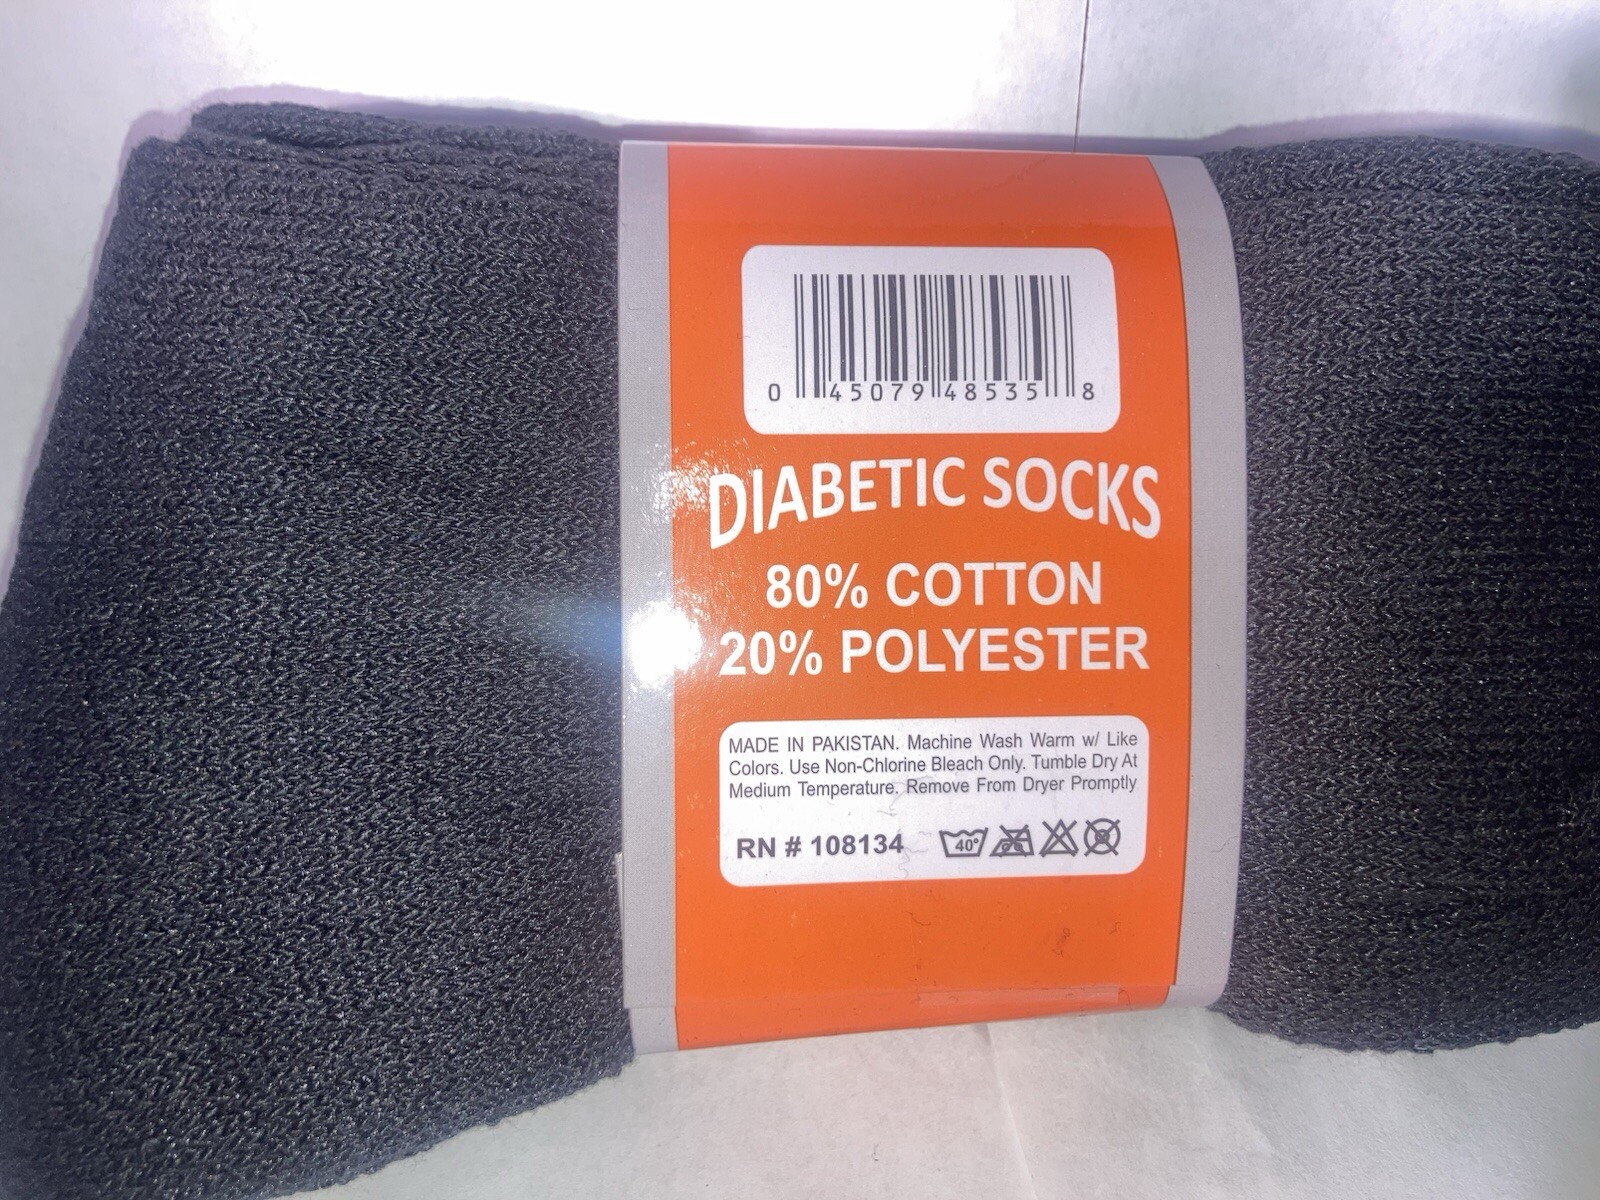 0 45079 48535 8
DIABETIC SOCKS
80% COTTON
20% POLYESTER
MADE IN PAKISTAN. Machine Wash Warm w/ Like
Colors. Use Non-Chlorine Bleach Only. Tumble Dry At
Medium Temperature. Remove From Dryer Promptly
RN # 108134 40°